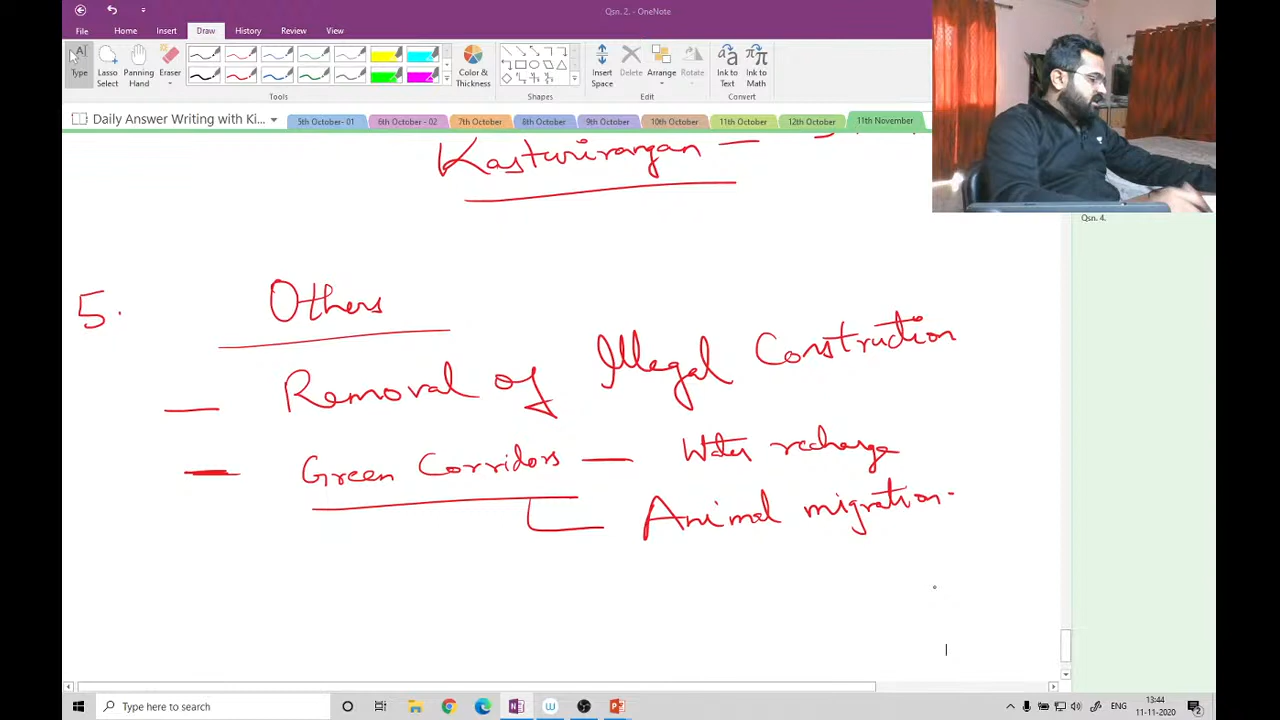 Qsn. 2. - OneNote
File Home Insert Draw History Review View
Type Lasso Select Panning Hand Eraser Color & Thickness Insert Space Delete Arrange Rotate Ink to Text Ink to Math
Tools Shapes Edit Convert
Daily Answer Writing with Ki... 5th October- 01 6th October - 02 7th October 8th October 9th October 10th October 11th October 12th October 11th November
Kasturirangan —
Qsn. 4.
5. Others
— Removal of Illegal Construction
— Green Corridors — Water recharge
Animal migration.
Type here to search
ENG 13:44
11-11-2020
2